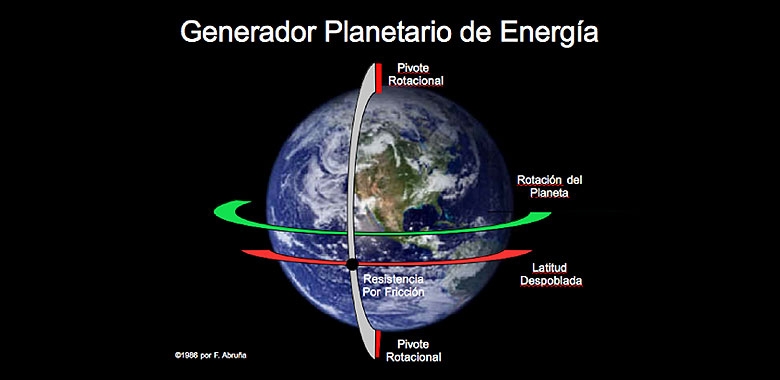 Generador Planetario de Energía
Pivote
Rotacional
Rotación del
Planeta
Latitud
Despoblada
Resistencia
Por Fricción
Pivote
Rotacional
©1986 por F. Abruña